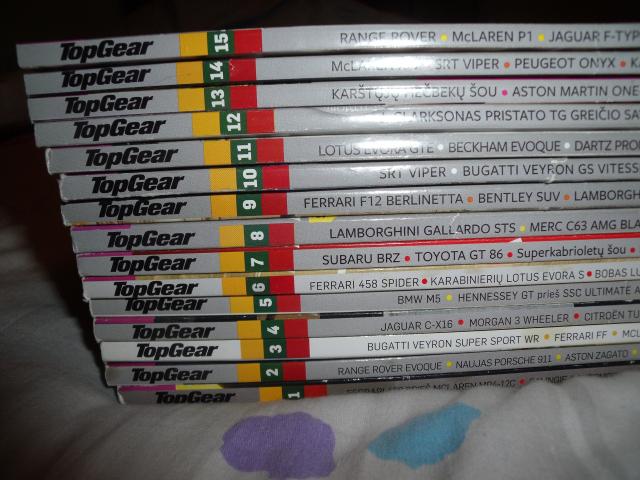 TopGear 15 RANGE ROVER • McLAREN P1 • JAGUAR F-TYP
TopGear 14 McLAREN SRT VIPER • PEUGEOT ONYX •
TopGear 13 KARŠTŲJŲ HEČBEKŲ ŠOU • ASTON MARTIN ONE
TopGear 12 CLARKSONAS PRISTATO TG GREIČIO SA
TopGear 11 LOTUS EVORA GTE • BECKHAM EVOQUE • DARTZ PRO
TopGear 10 SRT VIPER • BUGATTI VEYRON GS VITESS
TopGear 9 FERRARI F12 BERLINETTA • BENTLEY SUV • LAMBORGH
TopGear 8 LAMBORGHINI GALLARDO STS • MERC C63 AMG BLA
TopGear 7 SUBARU BRZ • TOYOTA GT 86 • Superkabrioletų šou •
TopGear 6 FERRARI 458 SPIDER • KARABINIERIŲ LOTUS EVORA S • BOBAS LU
TopGear 5 BMW M5 • HENNESSEY GT prieš SSC ULTIMATE A
TopGear 4 JAGUAR C-X16 • MORGAN 3 WHEELER • CITROËN TU
TopGear 3 BUGATTI VEYRON SUPER SPORT WR • FERRARI FF • MCL
TopGear 2 RANGE ROVER EVOQUE • NAUJAS PORSCHE 911 • ASTON ZAGATO
TopGear 1 PRIEŠ MCLAREN MP4-12C